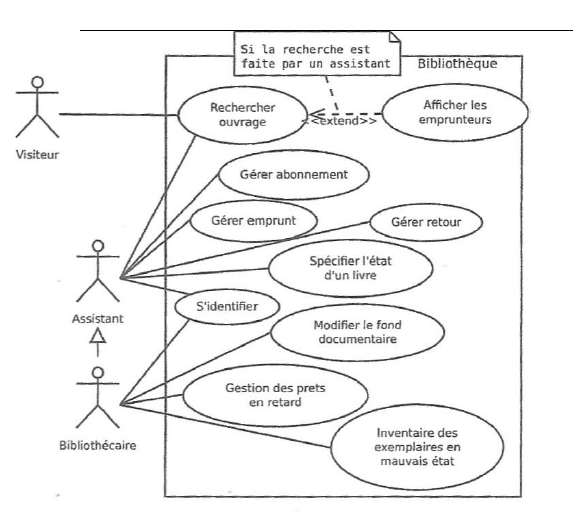 Si la recherche est
faite par un assistant
Bibliothèque
Rechercher
ouvrage
Afficher les
emprunteurs
<<extend>>
Visiteur
Gérer abonnement
Gérer emprunt
Gérer retour
Spécifier l'état
d'un livre
Assistant
S'identifier
Modifier le fond
documentaire
Gestion des prets
en retard
Bibliothécaire
Inventaire des
exemplaires en
mauvais état